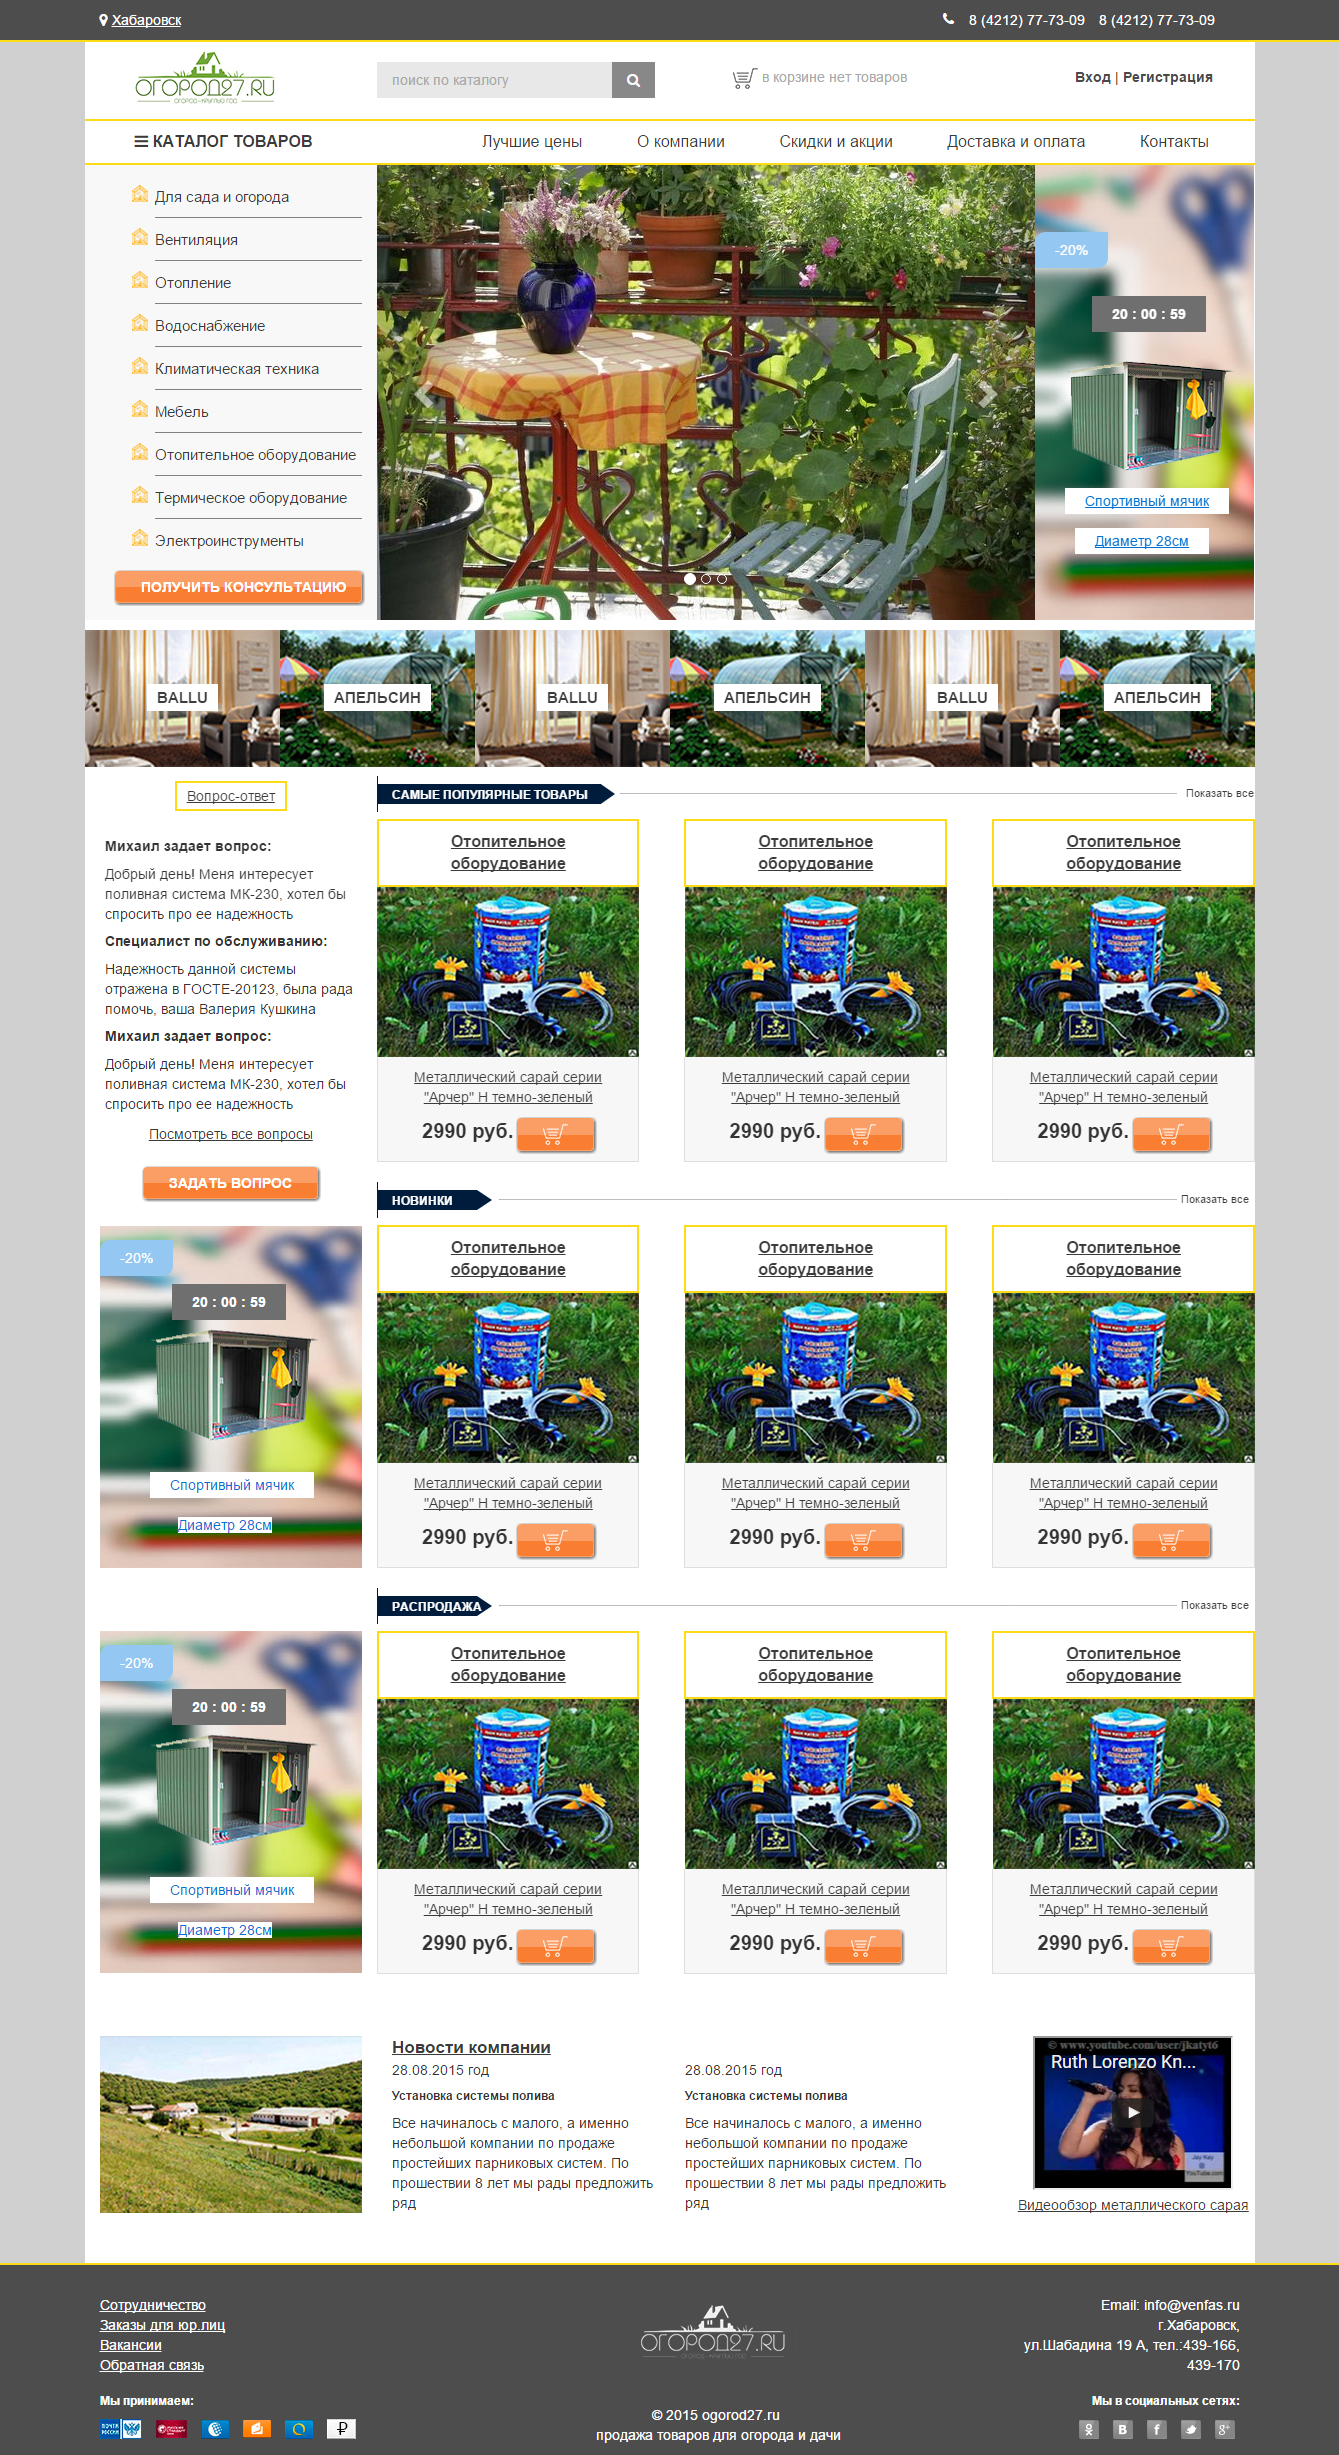 Хабаровск
8 (4212) 77-73-09 8 (4212) 77-73-09
ОГОРОД27.RU
ОГОРОД-КРУГЛЫЙ ГОД
поиск по каталогу
в корзине нет товаров
Вход | Регистрация
КАТАЛОГ ТОВАРОВ
Лучшие цены
О компании
Скидки и акции
Доставка и оплата
Контакты
Для сада и огорода
Вентиляция
Отопление
Водоснабжение
Климатическая техника
Мебель
Отопительное оборудование
Термическое оборудование
Электроинструменты
ПОЛУЧИТЬ КОНСУЛЬТАЦИЮ
-20%
20 : 00 : 59
Спортивный мячик
Диаметр 28см
BALLU
АПЕЛЬСИН
BALLU
АПЕЛЬСИН
BALLU
АПЕЛЬСИН
Вопрос-ответ
Михаил задает вопрос:
Добрый день! Меня интересует
поливная система МК-230, хотел бы
спросить про ее надежность
Специалист по обслуживанию:
Надежность данной системы
отражена в ГОСТЕ-20123, была рада
помочь, ваша Валерия Кушкина
Михаил задает вопрос:
Добрый день! Меня интересует
поливная система МК-230, хотел бы
спросить про ее надежность
Посмотреть все вопросы
ЗАДАТЬ ВОПРОС
-20%
20 : 00 : 59
Спортивный мячик
Диаметр 28см
-20%
20 : 00 : 59
Спортивный мячик
Диаметр 28см
САМЫЕ ПОПУЛЯРНЫЕ ТОВАРЫ
Показать все
Отопительное
оборудование
Металлический сарай серии
"Арчер" Н темно-зеленый
2990 руб.
Отопительное
оборудование
Металлический сарай серии
"Арчер" Н темно-зеленый
2990 руб.
Отопительное
оборудование
Металлический сарай серии
"Арчер" Н темно-зеленый
2990 руб.
НОВИНКИ
Показать все
Отопительное
оборудование
Металлический сарай серии
"Арчер" Н темно-зеленый
2990 руб.
Отопительное
оборудование
Металлический сарай серии
"Арчер" Н темно-зеленый
2990 руб.
Отопительное
оборудование
Металлический сарай серии
"Арчер" Н темно-зеленый
2990 руб.
РАСПРОДАЖА
Показать все
Отопительное
оборудование
Металлический сарай серии
"Арчер" Н темно-зеленый
2990 руб.
Отопительное
оборудование
Металлический сарай серии
"Арчер" Н темно-зеленый
2990 руб.
Отопительное
оборудование
Металлический сарай серии
"Арчер" Н темно-зеленый
2990 руб.
Новости компании
28.08.2015 год
Установка системы полива
Все начиналось с малого, а именно
небольшой компании по продаже
простейших парниковых систем. По
прошествии 8 лет мы рады предложить
ряд
28.08.2015 год
Установка системы полива
Все начиналось с малого, а именно
небольшой компании по продаже
простейших парниковых систем. По
прошествии 8 лет мы рады предложить
ряд
© www.youtube.com/user/jkatyt6
Ruth Lorenzo Kn...
Jay Kay
YouTube.com
Видеообзор металлического сарая
Сотрудничество
Заказы для юр.лиц
Вакансии
Обратная связь
Мы принимаем:
ПОЧТА
РОССИИ
ОГОРОД27.RU
ОГОРОД-КРУГЛЫЙ ГОД
© 2015 ogorod27.ru
продажа товаров для огорода и дачи
Email: info@venfas.ru
г.Хабаровск,
ул.Шабадина 19 А, тел.:439-166,
439-170
Мы в социальных сетях: